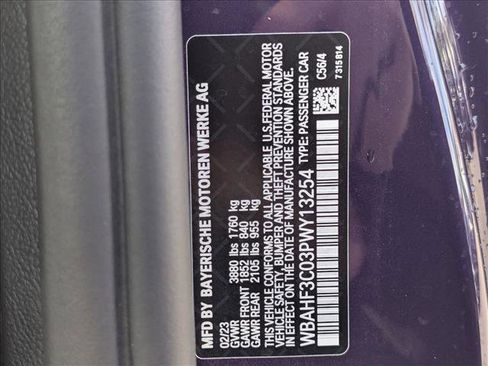 MFD BY BAYERISCHE MOTOREN WERKE AG
02/23
GVWR 3880 lbs 1760 kg
GAWR FRONT 1852 lbs 840 kg
GAWR REAR 2105 lbs 955 kg
THIS VEHICLE CONFORMS TO ALL APPLICABLE U.S. FEDERAL MOTOR
VEHICLE SAFETY, BUMPER AND THEFT PREVENTION STANDARDS
IN EFFECT ON THE DATE OF MANUFACTURE SHOWN ABOVE.
WBAHF3C03PWY13254 TYPE: PASSENGER CAR
C56/4
7 315 814